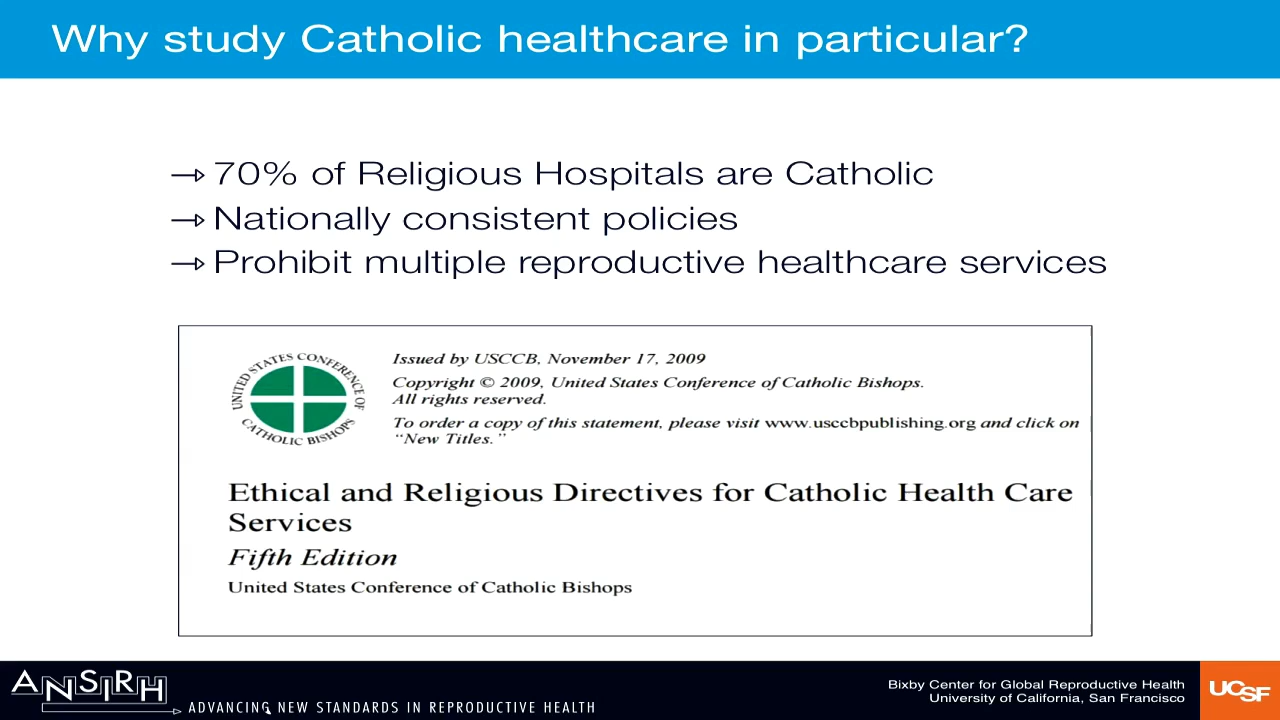 Why study Catholic healthcare in particular?
70% of Religious Hospitals are Catholic
Nationally consistent policies
Prohibit multiple reproductive healthcare services
UNITED STATES CONFERENCE OF
CATHOLIC BISHOPS
Issued by USCCB, November 17, 2009
Copyright © 2009, United States Conference of Catholic Bishops.
All rights reserved.
To order a copy of this statement, please visit www.usccbpublishing.org and click on
“New Titles.”
Ethical and Religious Directives for Catholic Health Care
Services
Fifth Edition
United States Conference of Catholic Bishops
ANSIRH
ADVANCING NEW STANDARDS IN REPRODUCTIVE HEALTH
Bixby Center for Global Reproductive Health
University of California, San Francisco
UCSF